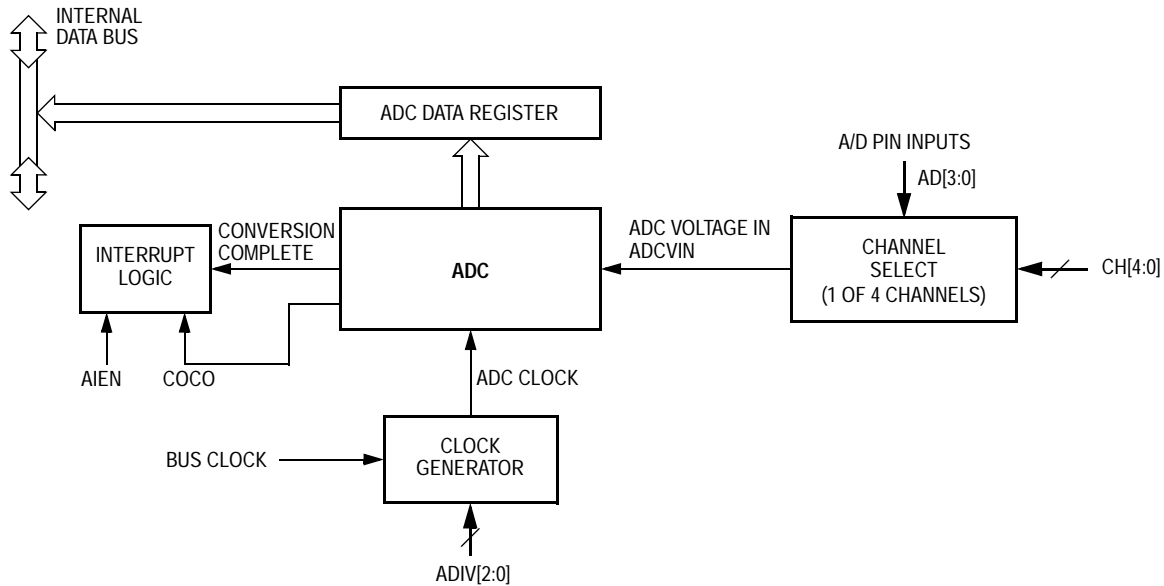 INTERNAL
DATA BUS
ADC DATA REGISTER
A/D PIN INPUTS
AD[3:0]
INTERRUPT
LOGIC
CONVERSION
COMPLETE
ADC
ADC VOLTAGE IN
ADCVIN
CHANNEL
SELECT
(1 OF 4 CHANNELS)
CH[4:0]
AIEN
COCO
ADC CLOCK
BUS CLOCK
CLOCK
GENERATOR
ADIV[2:0]